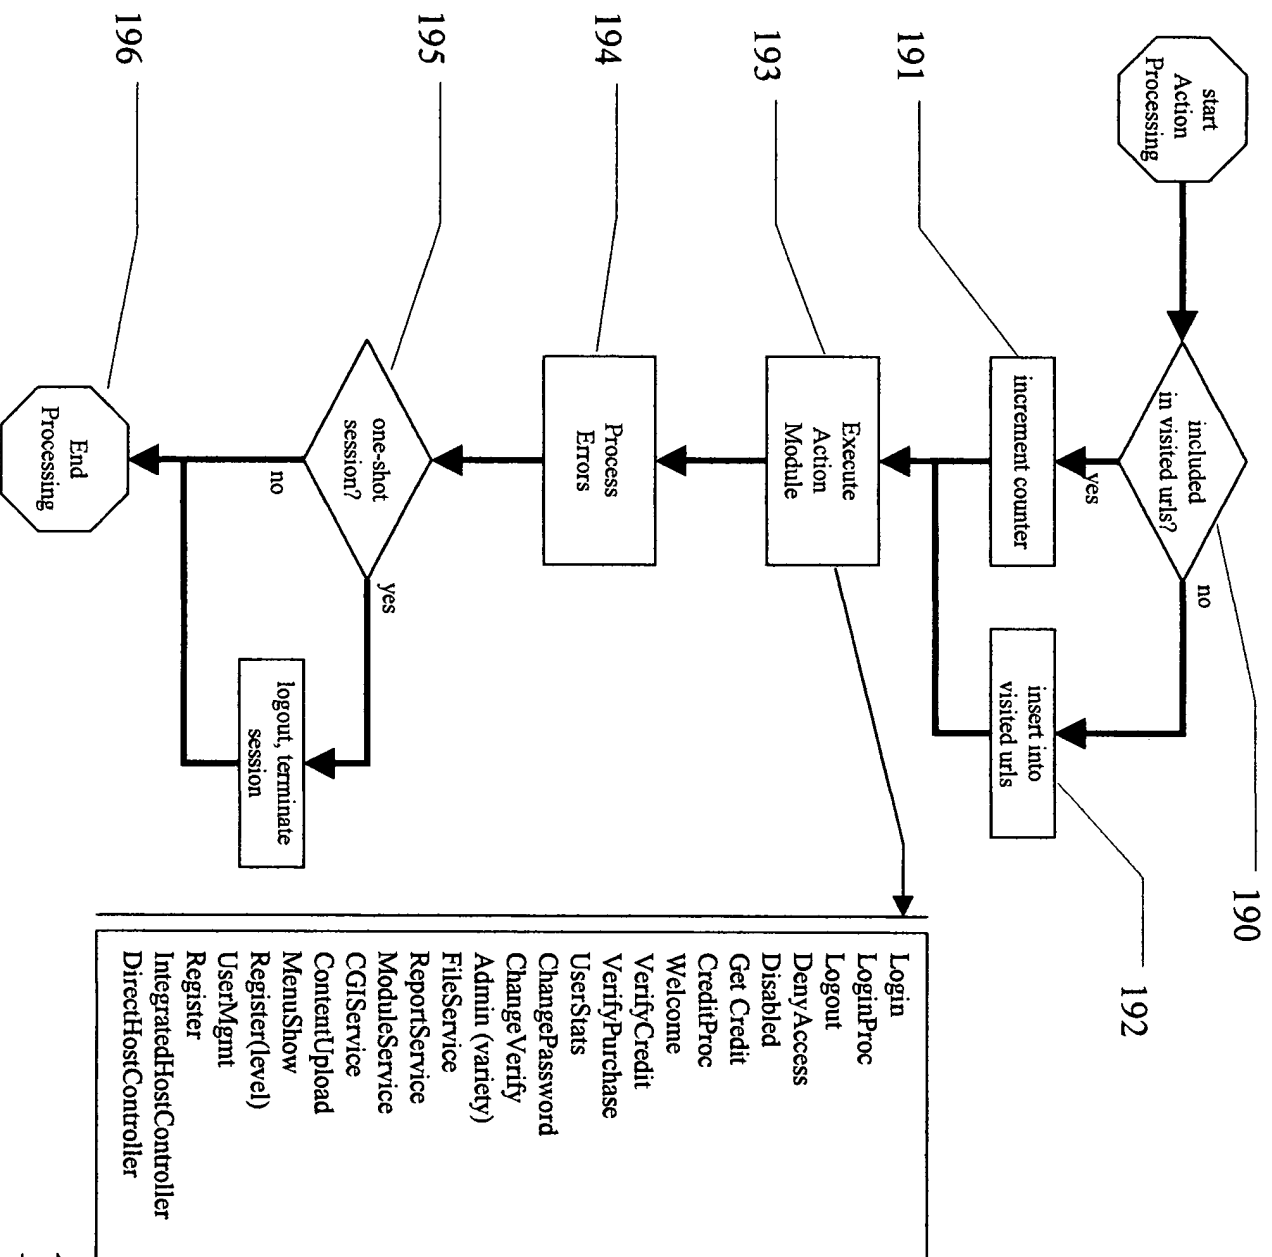 start
Action
Processing
included
in visited urls?
190
yes
no
191
increment counter
insert into
visited urls
192
193
Execute
Action
Module
194
Process
Errors
195
one-shot
session?
yes
no
logout, terminate
session
196
End
Processing
Login
LoginProc
Logout
DenyAccess
Disabled
Get Credit
CreditProc
Welcome
VerifyCredit
VerifyPurchase
UserStats
ChangePassword
ChangeVerify
Admin (variety)
FileService
ReportService
ModuleService
CGIService
ContentUpload
MenuShow
Register(level)
UserMgmt
Register
IntegratedHostController
DirectHostController